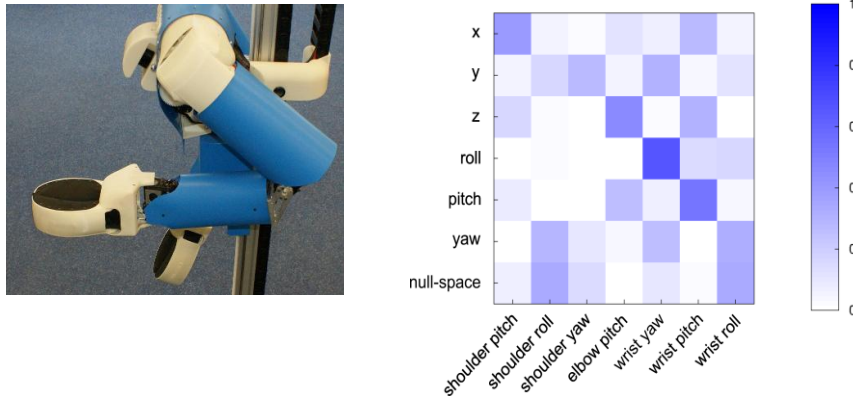 x
y
z
roll
pitch
yaw
null-space
shoulder pitch
shoulder roll
shoulder yaw
elbow pitch
wrist yaw
wrist pitch
wrist roll